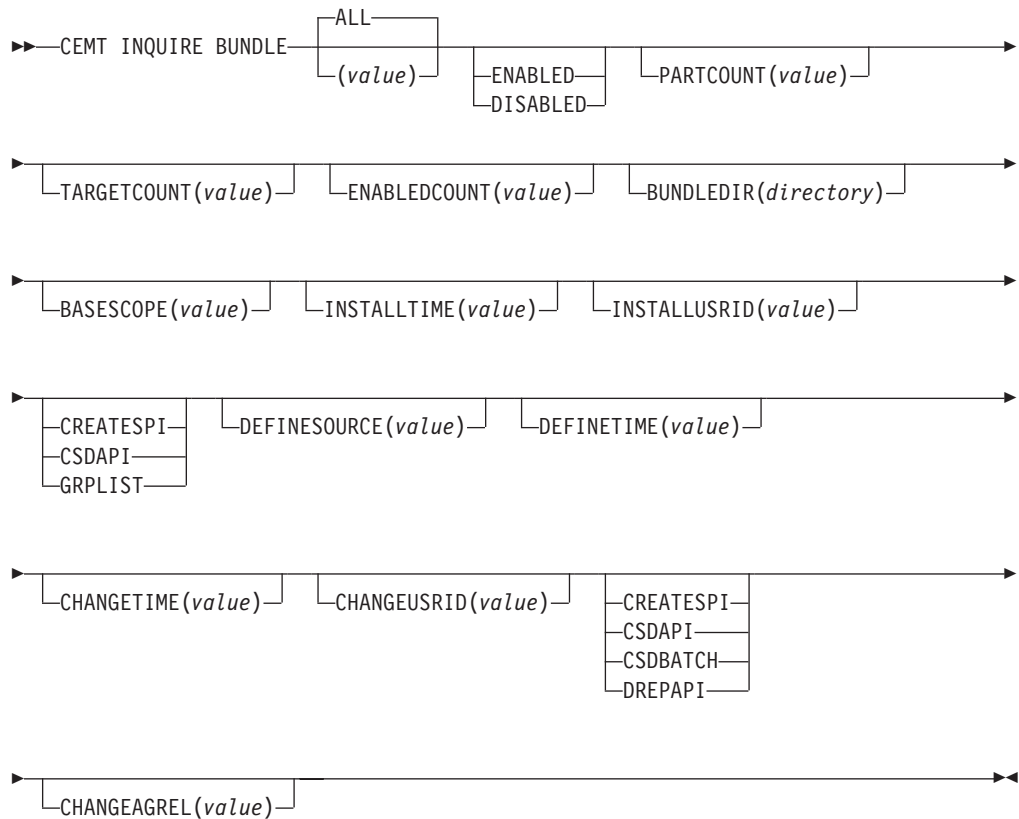 ALL
CEMT INQUIRE BUNDLE
(value)
ENABLED
DISABLED
PARTCOUNT(value)
TARGETCOUNT(value)
ENABLEDCOUNT(value)
BUNDLEDIR(directory)
BASESCOPE(value)
INSTALLTIME(value)
INSTALLUSRID(value)
CREATESPI
CSDAPI
GRPLIST
DEFINESOURCE(value)
DEFINETIME(value)
CHANGETIME(value)
CHANGEUSRID(value)
CREATESPI
CSDAPI
CSDBATCH
DREPAPI
CHANGEAGREL(value)